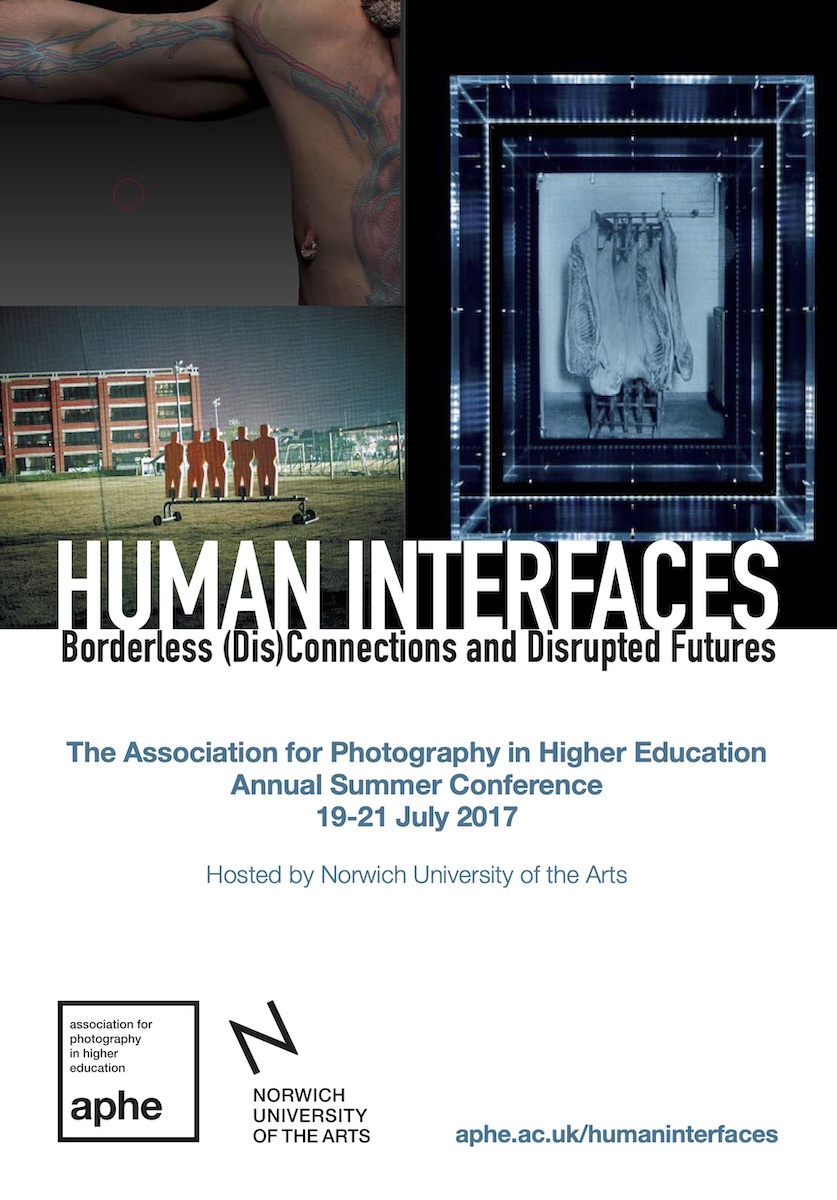 HUMAN INTERFACES
Borderless (Dis)Connections and Disrupted Futures
The Association for Photography in Higher Education
Annual Summer Conference
19-21 July 2017
Hosted by Norwich University of the Arts
association for
photography
in higher
education
aphe
N
NORWICH
UNIVERSITY
OF THE ARTS
aphe.ac.uk/humaninterfaces